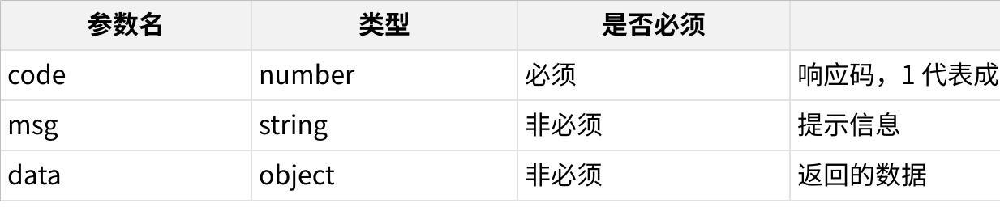 参数名 类型 是否必须
code number 必须 响应码，1 代表成
msg string 非必须 提示信息
data object 非必须 返回的数据